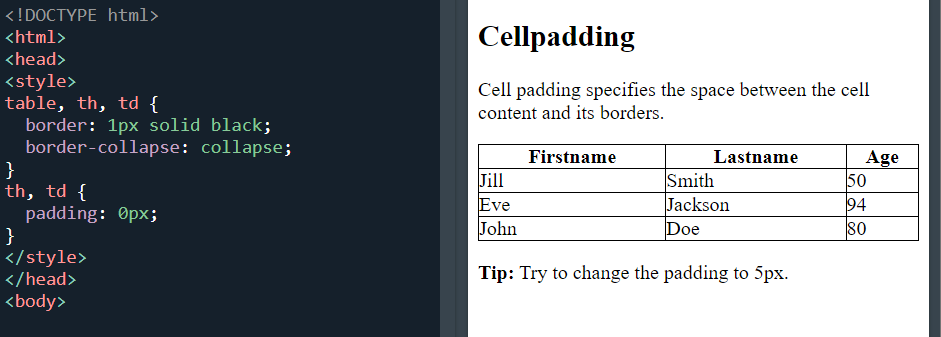 <!DOCTYPE html>
<html>
<head>
<style>
table, th, td {
  border: 1px solid black;
  border-collapse: collapse;
}
th, td {
  padding: 0px;
}
</style>
</head>
<body>
Cellpadding
Cell padding specifies the space between the cell
content and its borders.
Firstname Lastname Age
Jill Smith 50
Eve Jackson 94
John Doe 80
Tip: Try to change the padding to 5px.